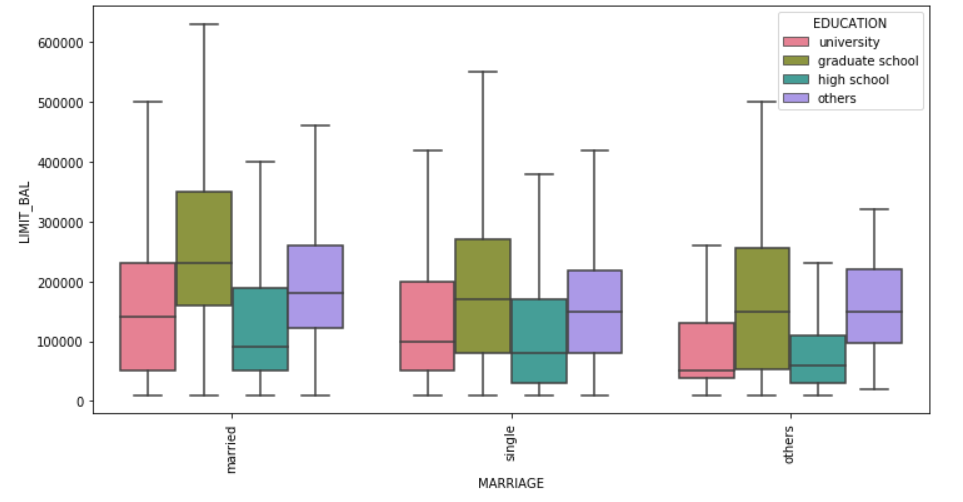 EDUCATION
university
graduate school
high school
others
LIMIT_BAL
600000
500000
400000
300000
200000
100000
0
married
single
others
MARRIAGE